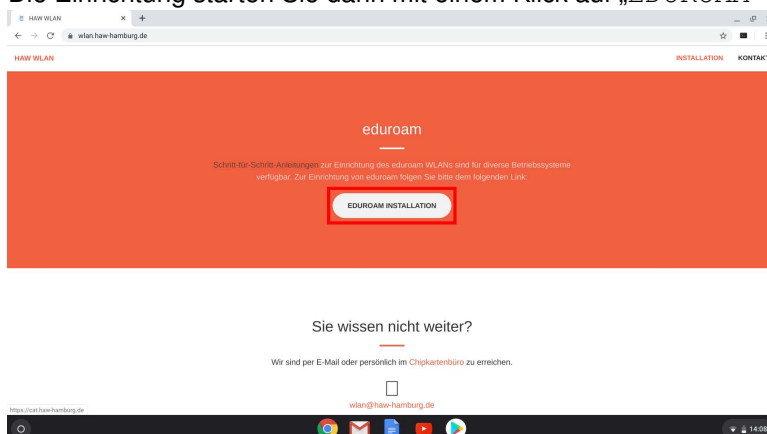 Die Einrichtung starten Sie dann mit einem Klick auf „EDUROAM
HAW WLAN
wlan.haw-hamburg.de
HAW WLAN
INSTALLATION
KONTAKT
eduroam
Schritt-für-Schritt-Anleitungen zur Einrichtung des eduroam WLANs sind für diverse Betriebssysteme
verfügbar. Zur Einrichtung von eduroam folgen Sie bitte dem folgenden Link:
EDUROAM INSTALLATION
Sie wissen nicht weiter?
Wir sind per E-Mail oder persönlich im Chipkartenbüro zu erreichen.
wlan@haw-hamburg.de
https://cat.haw-hamburg.de
14:08